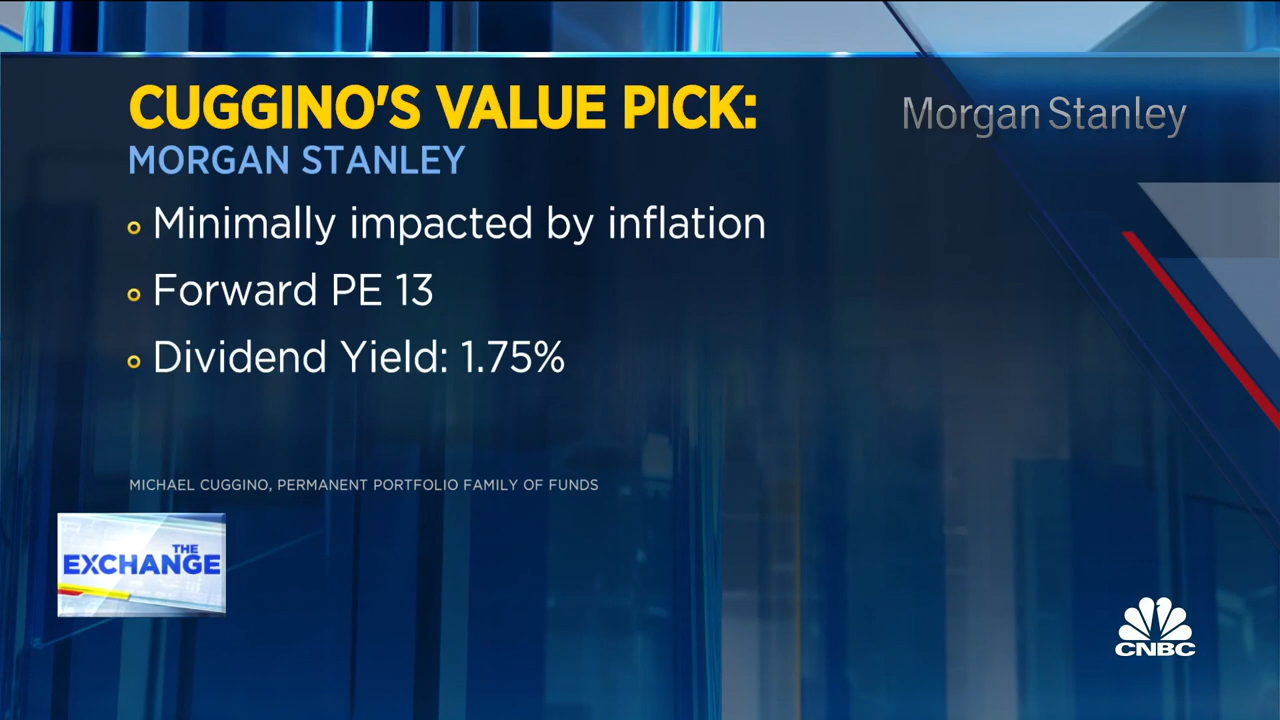 CUGGINO'S VALUE PICK:
Morgan Stanley
MORGAN STANLEY
Minimally impacted by inflation
Forward PE 13
Dividend Yield: 1.75%
MICHAEL CUGGINO, PERMANENT PORTFOLIO FAMILY OF FUNDS
THE
EXCHANGE
CNBC